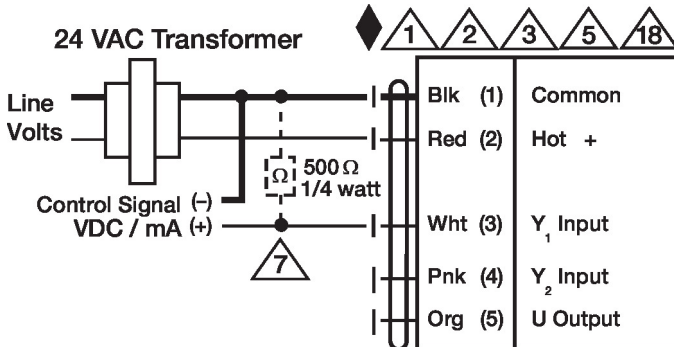 24 VAC Transformer
1 2 3 5 18
Line
Volts
Blk (1) Common
Red (2) Hot +
Ω 500 Ω
1/4 watt
Control Signal (-)
VDC / mA (+)
Wht (3) Y1 Input
7
Pnk (4) Y2 Input
Org (5) U Output